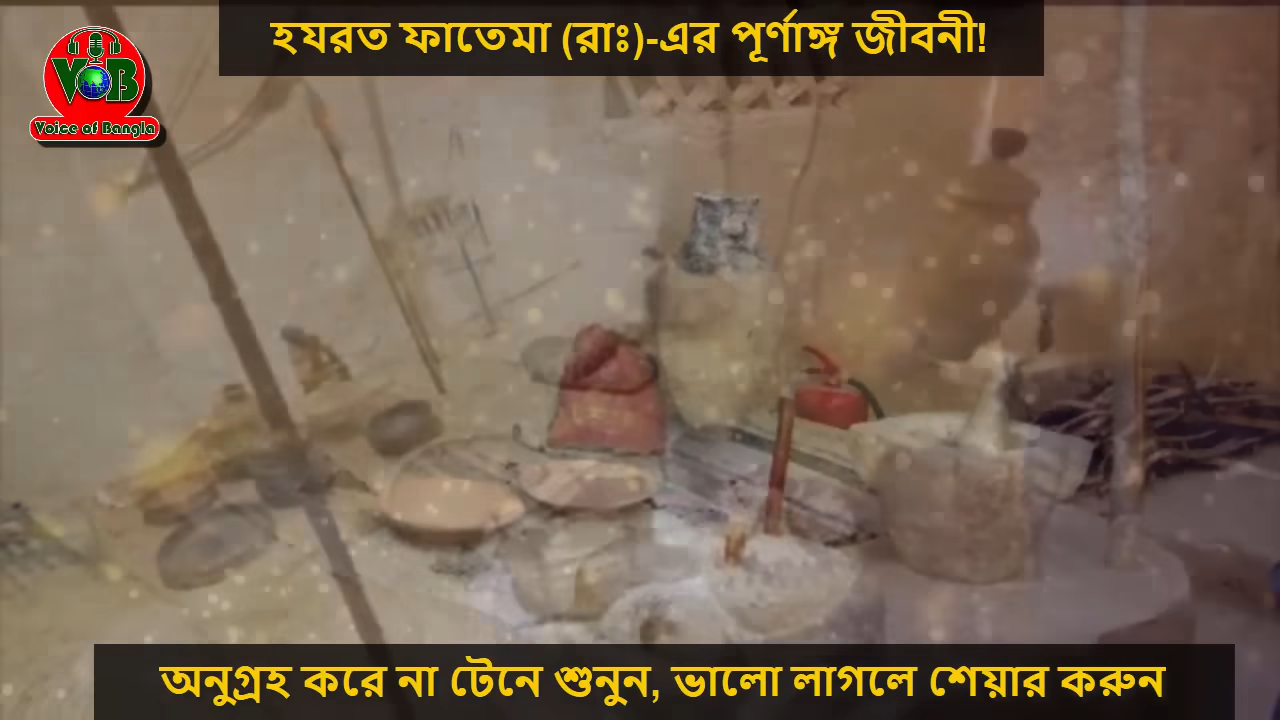 হযরত ফাতেমা (রাঃ)-এর পূর্ণাঙ্গ জীবনী!
VOB
Voice of Bangla
অনুগ্রহ করে না টেনে শুনুন, ভালো লাগলে শেয়ার করুন